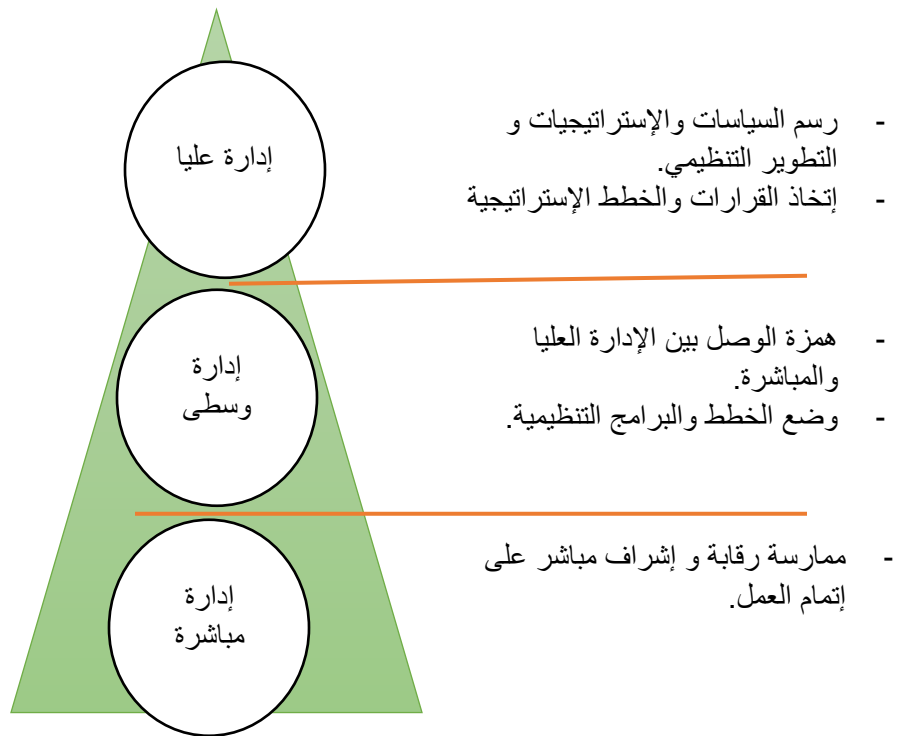 إدارة عليا
- رسم السياسات والإستراتيجيات و
التطوير التنظيمي.
- إتخاذ القرارات والخطط الإستراتيجية
إدارة
وسطى
- همزة الوصل بين الإدارة العليا
والمباشرة.
- وضع الخطط والبرامج التنظيمية.
إدارة
مباشرة
- ممارسة رقابة و إشراف مباشر على
إتمام العمل.